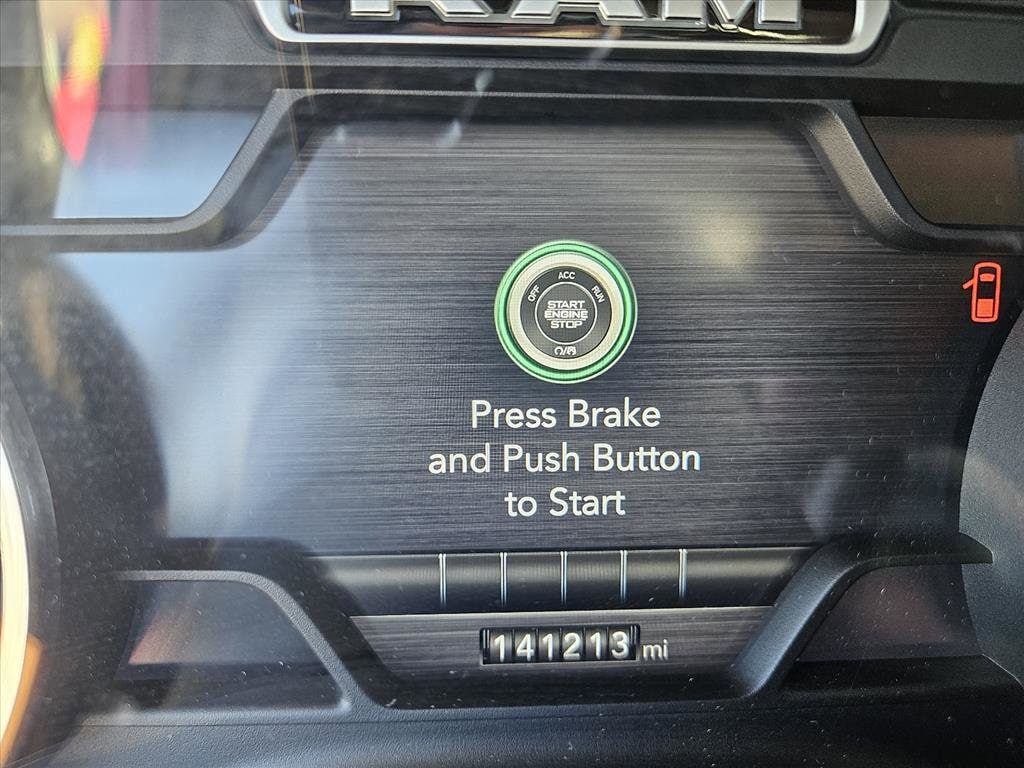 RAM
OFF ACC RUN
START
ENGINE
STOP
Press Brake
and Push Button
to Start
141213 mi